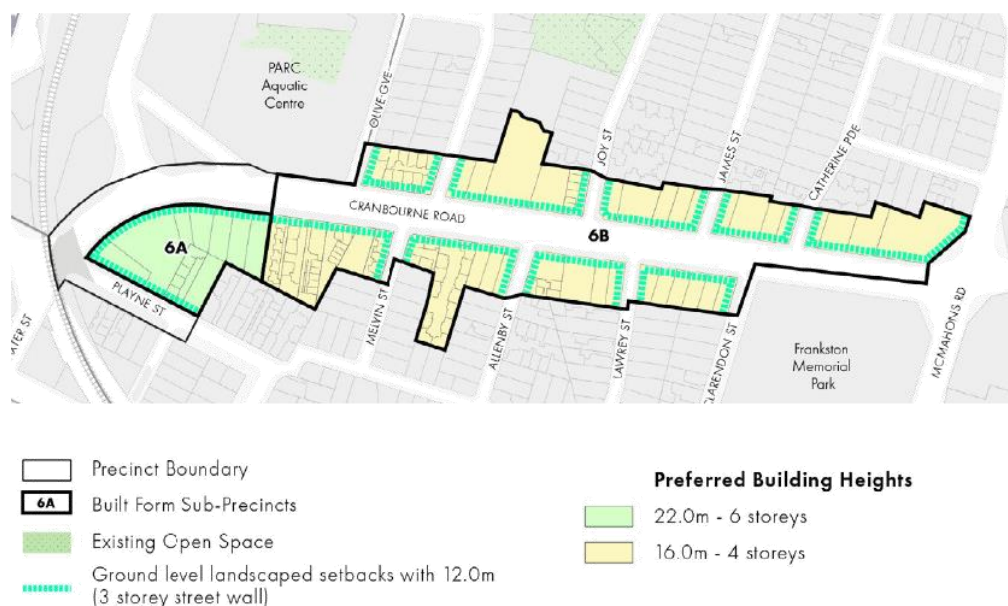 PARC
Aquatic
Centre
OLIVE GVE
JOY ST
JAMES ST
CATHERINE PDE
CRANBOURNE ROAD
6A
6B
PLAYNE ST
MELVIN ST
ALLENBY ST
LAWREY ST
CLARENDON ST
MCMAHONS RD
Frankston
Memorial
Park
Precinct Boundary
6A Built Form Sub-Precincts
Existing Open Space
Ground level landscaped setbacks with 12.0m
(3 storey street wall)
Preferred Building Heights
22.0m - 6 storeys
16.0m - 4 storeys